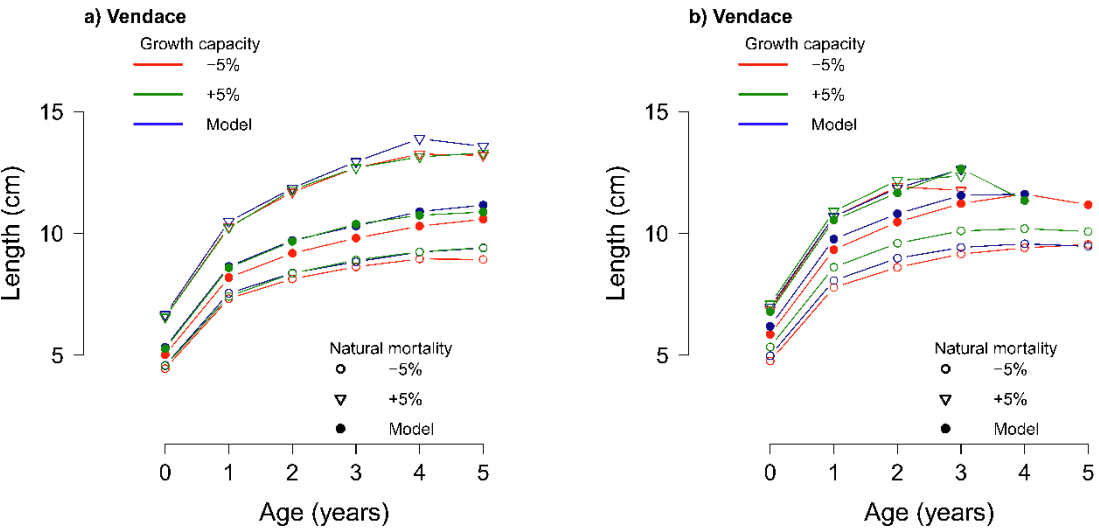 a) Vendace
Growth capacity
−5%
+5%
Model
15
10
5
Length (cm)
Natural mortality
−5%
+5%
Model
0 1 2 3 4 5
Age (years)
b) Vendace
Growth capacity
−5%
+5%
Model
15
10
5
Length (cm)
Natural mortality
−5%
+5%
Model
0 1 2 3 4 5
Age (years)